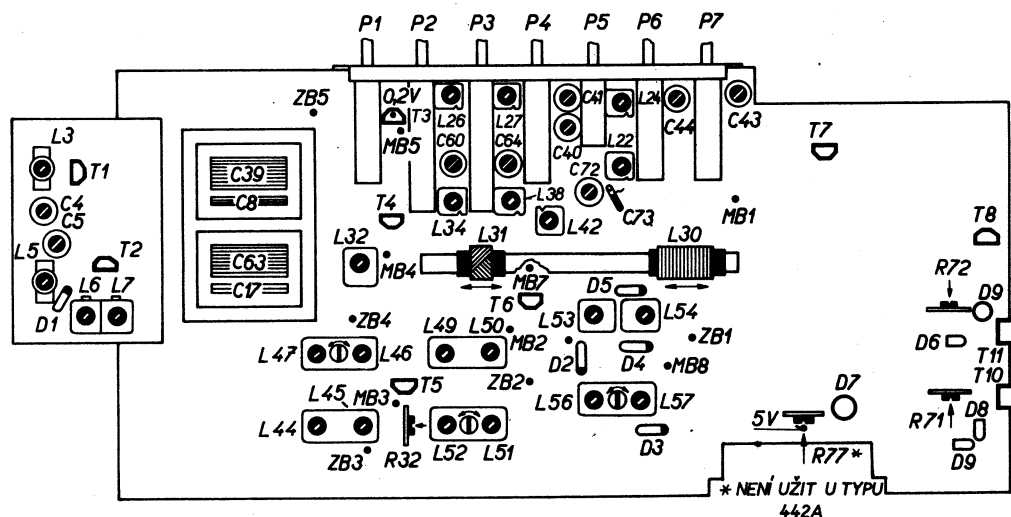 P1 P2 P3 P4 P5 P6 P7
ZB5
0,2V
T3
MB5
L26
C60
L27
C64
C41
C40
L24
L22
C44
C43
T7
L3
T1
C4
C5
L5
T2
L6 L7
D1
C39
C8
C63
C17
T4
L34
L38
L42
C72
C73
MB1
T8
L32
MB4
L31
MB7
L30
T6
D5
R72
D9
ZB4
L49 L50
MB2
L53
L54
ZB1
D6
T11
L47
L46
D2
D4
MB8
T10
L45
MB3
T5
ZB2
L56
L57
D7
5V
R71
D8
L44
ZB3
R32
L52
L51
D3
R77*
D9
* NENÍ UŽIT U TYPU
442A